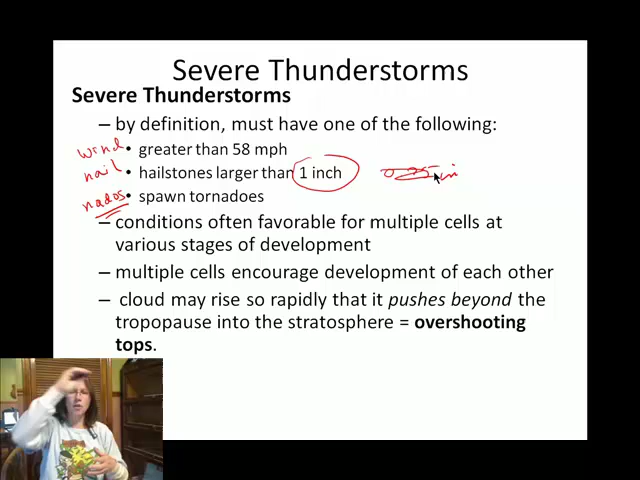 Severe Thunderstorms
Severe Thunderstorms
– by definition, must have one of the following:
wind • greater than 58 mph
hail • hailstones larger than 1 inch
nados • spawn tornadoes
– conditions often favorable for multiple cells at
various stages of development
– multiple cells encourage development of each other
– cloud may rise so rapidly that it pushes beyond the
tropopause into the stratosphere = overshooting
tops.